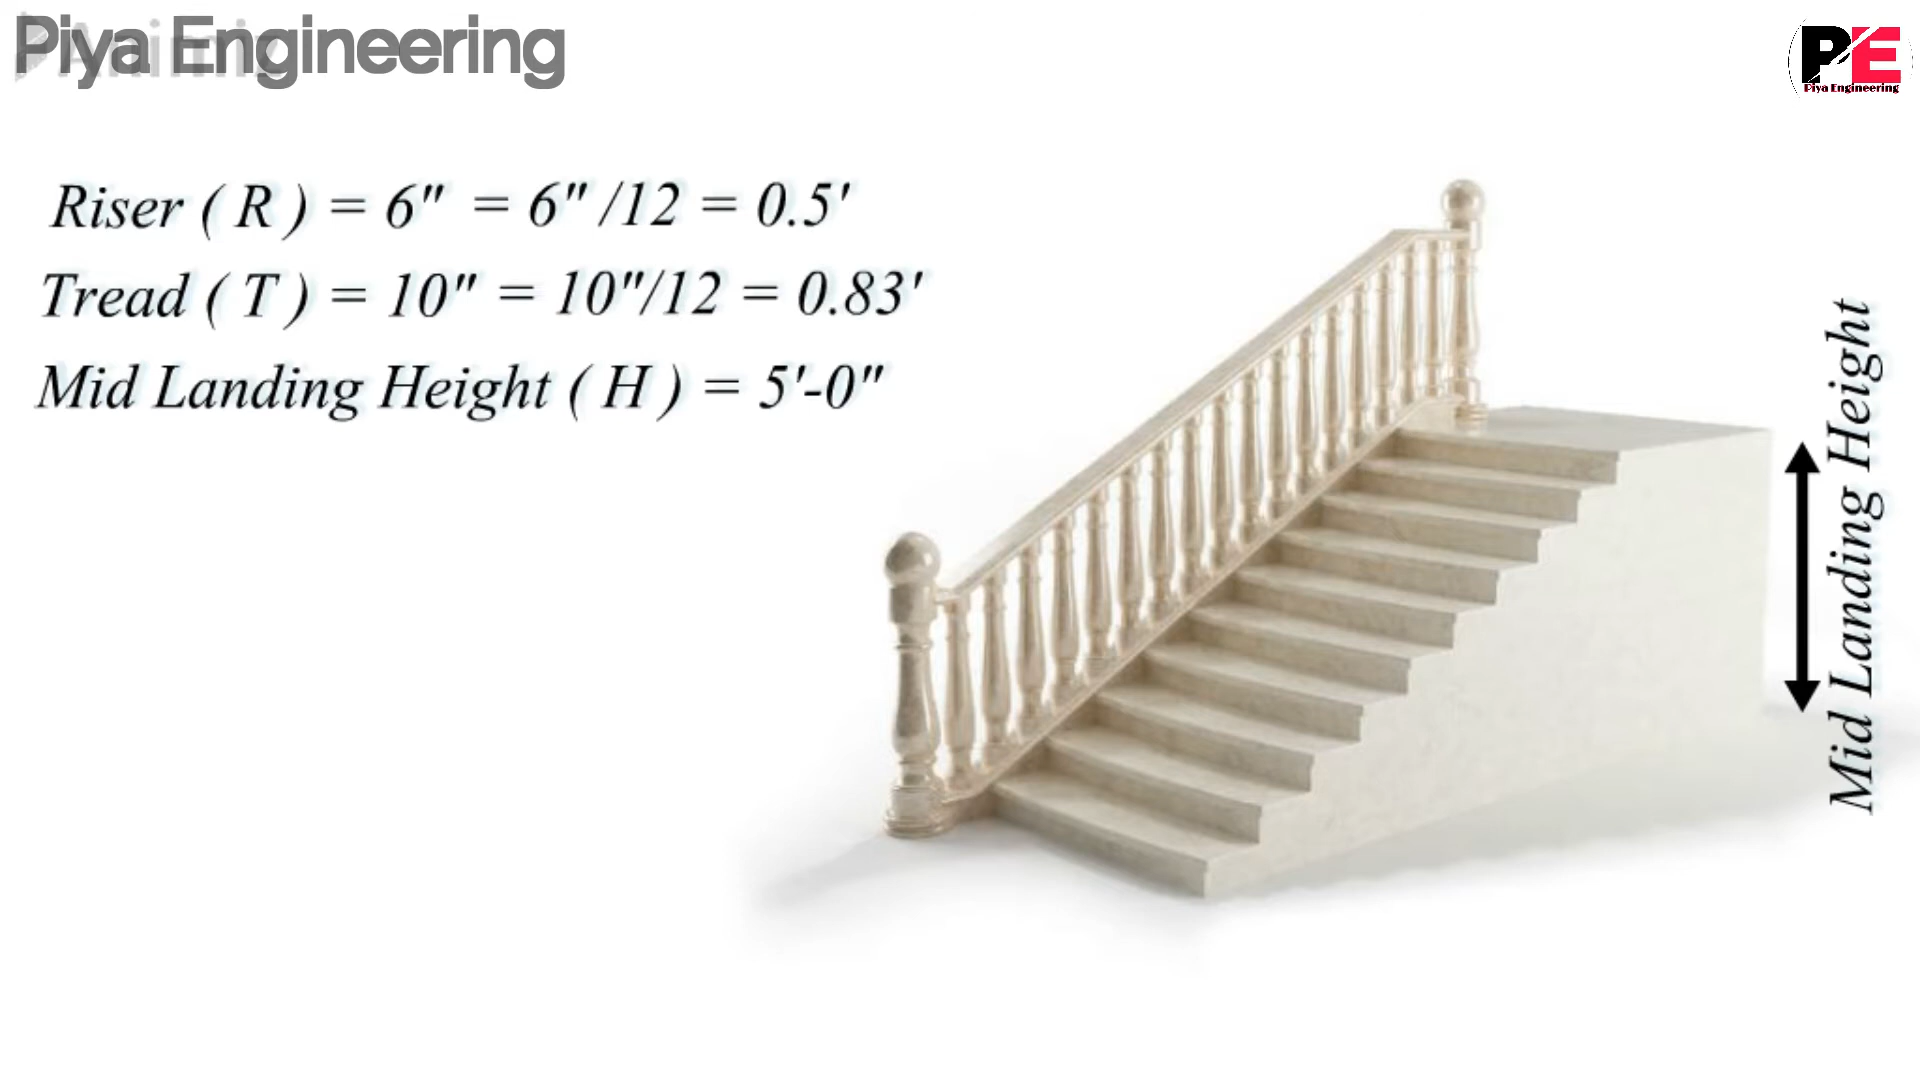 Piya Engineering
PE
Piya Engineering
Riser ( R ) = 6" = 6" /12 = 0.5'
Tread ( T ) = 10" = 10"/12 = 0.83'
Mid Landing Height ( H ) = 5'-0"
Mid Landing Height